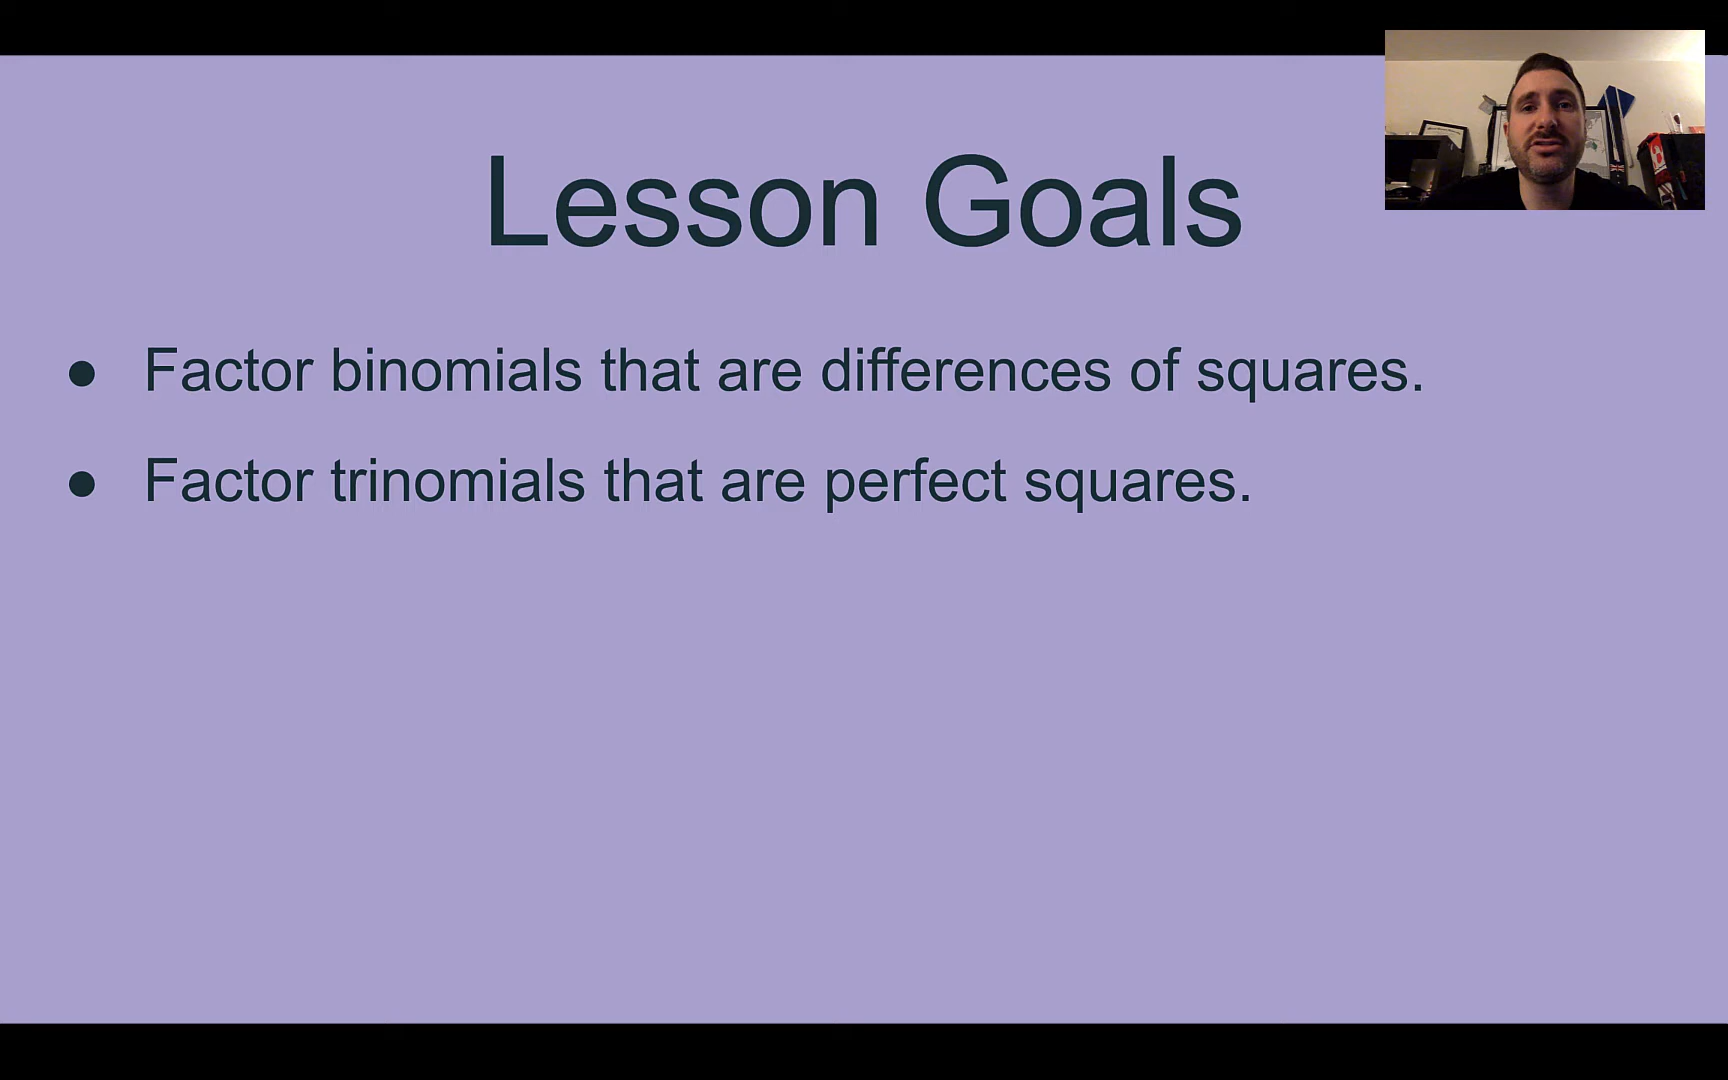 Lesson Goals
● Factor binomials that are differences of squares.
● Factor trinomials that are perfect squares.